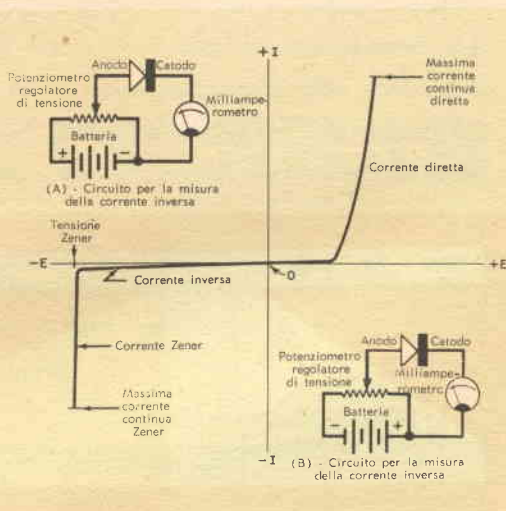 +I
Anodo Catodo
Potenziometro
regolatore
di tensione
Milliampe-
rometro
Batteria
+ -
(A) - Circuito per la misura
della corrente inversa
Massima
corrente
continua
diretta
Corrente diretta
Tensione
Zener
-E
+E
0
Corrente inversa
Corrente Zener
Massima
corrente
continua
Zener
Anodo Catodo
Potenziometro
regolatore
di tensione
Milliampe-
rometro
Batteria
- +
-I
(B) - Circuito per la misura
della corrente inversa